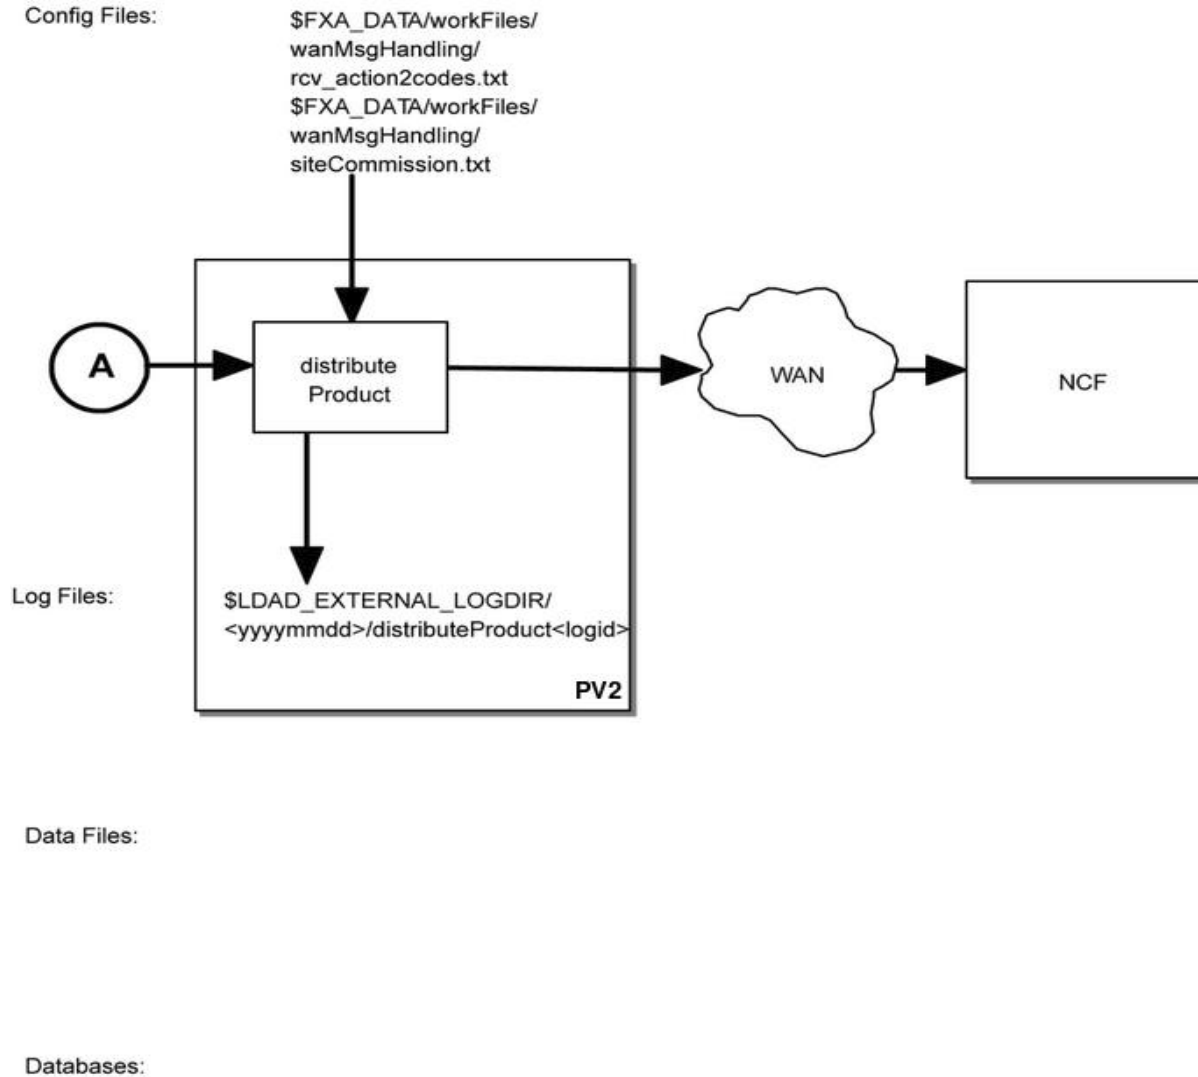 Config Files:
$FXA_DATA/workFiles/
wanMsgHandling/
rcv_action2codes.txt
$FXA_DATA/workFiles/
wanMsgHandling/
siteCommission.txt
A
distribute
Product
WAN
NCF
Log Files:
$LDAD_EXTERNAL_LOGDIR/
<yyyymmdd>/distributeProduct<logid>
PV2
Data Files:
Databases: